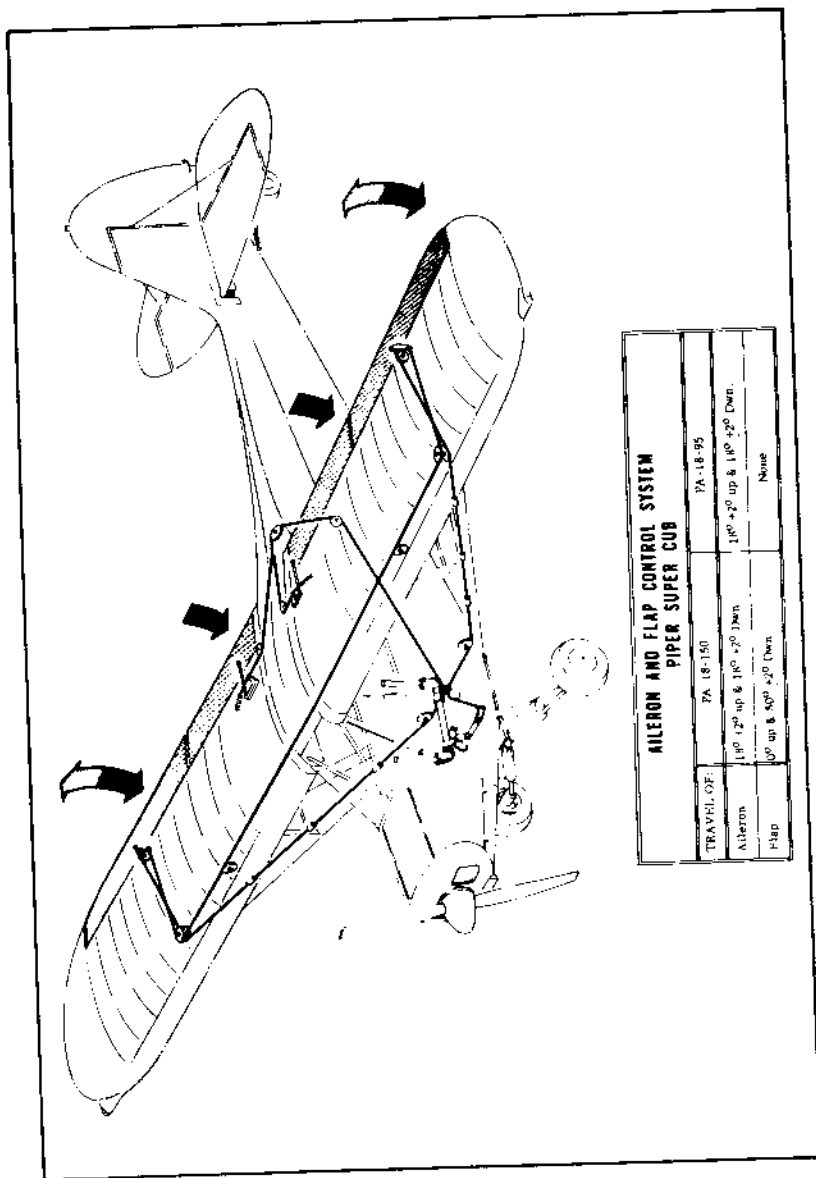 AILERON AND FLAP CONTROL SYSTEM
PIPER SUPER CUB
TRAVEL OF: PA 18-150 PA-18-95
Aileron 18° +2° up & 18° +2° Dwn 18° +2° up & 18° +2° Dwn.
Flap 0° up & 50° +2° Dwn None